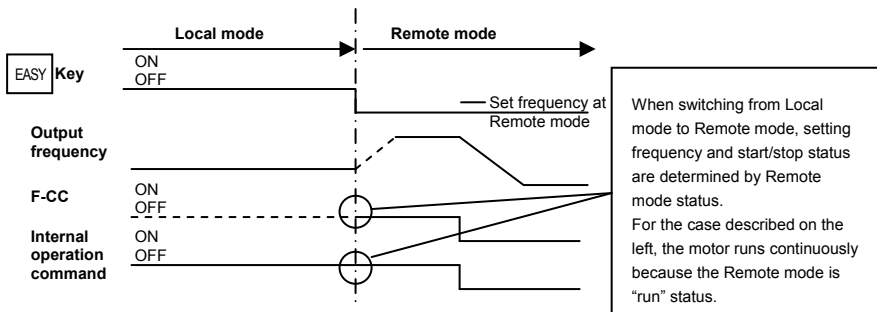 Local mode
Remote mode
EASY Key
ON
OFF
Set frequency at
Remote mode
Output
frequency
F-CC
ON
OFF
Internal
operation
command
ON
OFF
When switching from Local
mode to Remote mode, setting
frequency and start/stop status
are determined by Remote
mode status.
For the case described on the
left, the motor runs continuously
because the Remote mode is
“run” status.